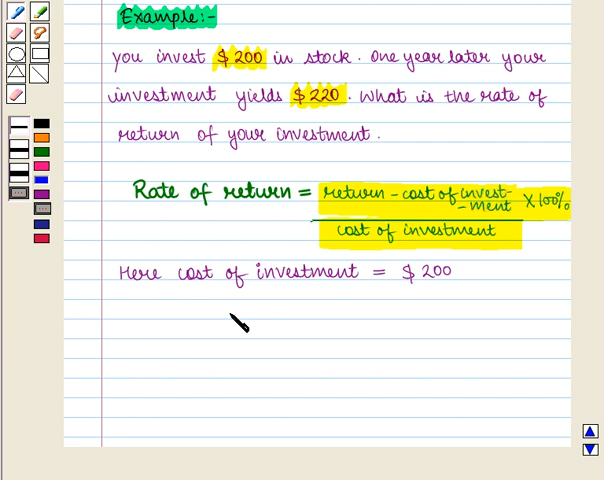 Example:-
you invest $200 in stock. One year later your
investment yields $220. What is the rate of
return of your investment.
Rate of return = return - cost of invest-
-ment X 100%
cost of investment
Here cost of investment = $200